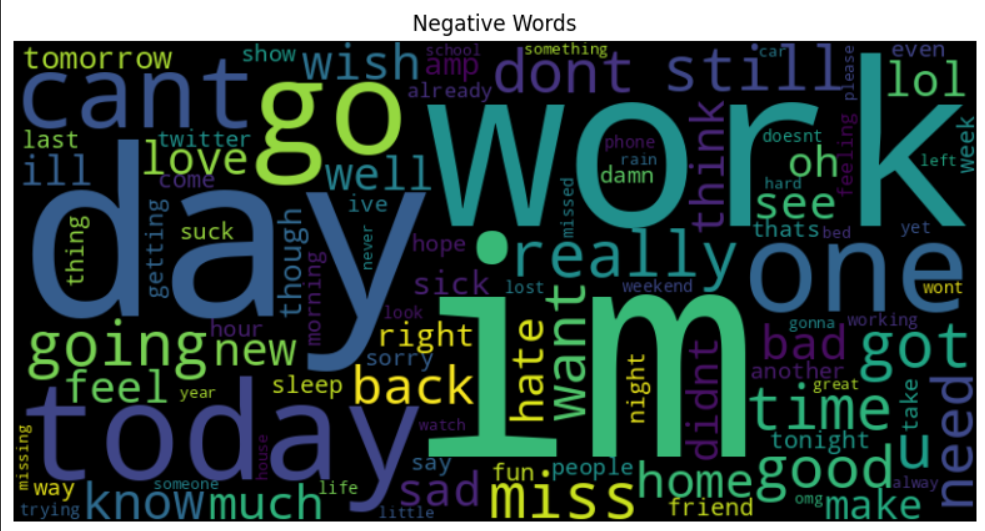 Negative Words
tomorrow
show
wish
school
amp
something
dont
still
car
please
even
lol
cant
go
already
work
last
twitter
love
well
ill
come
phone
rain
damn
think
doesnt
oh
hard
feeling
left
week
day
thing
getting
suck
though
ive
never
morning
hope
missed
really
see
thats
bed
yet
sick
lost
weekend
one
wont
im
look
going
hour
new
right
sorry
hate
want
night
didnt
bad
gonna
working
got
another
feel
year
sleep
back
great
time
take
need
today
house
watch
tonight
u
missing
say
fun
people
home
good
alway
way
trying
know
someone
much
life
little
sad
miss
friend
omg
make